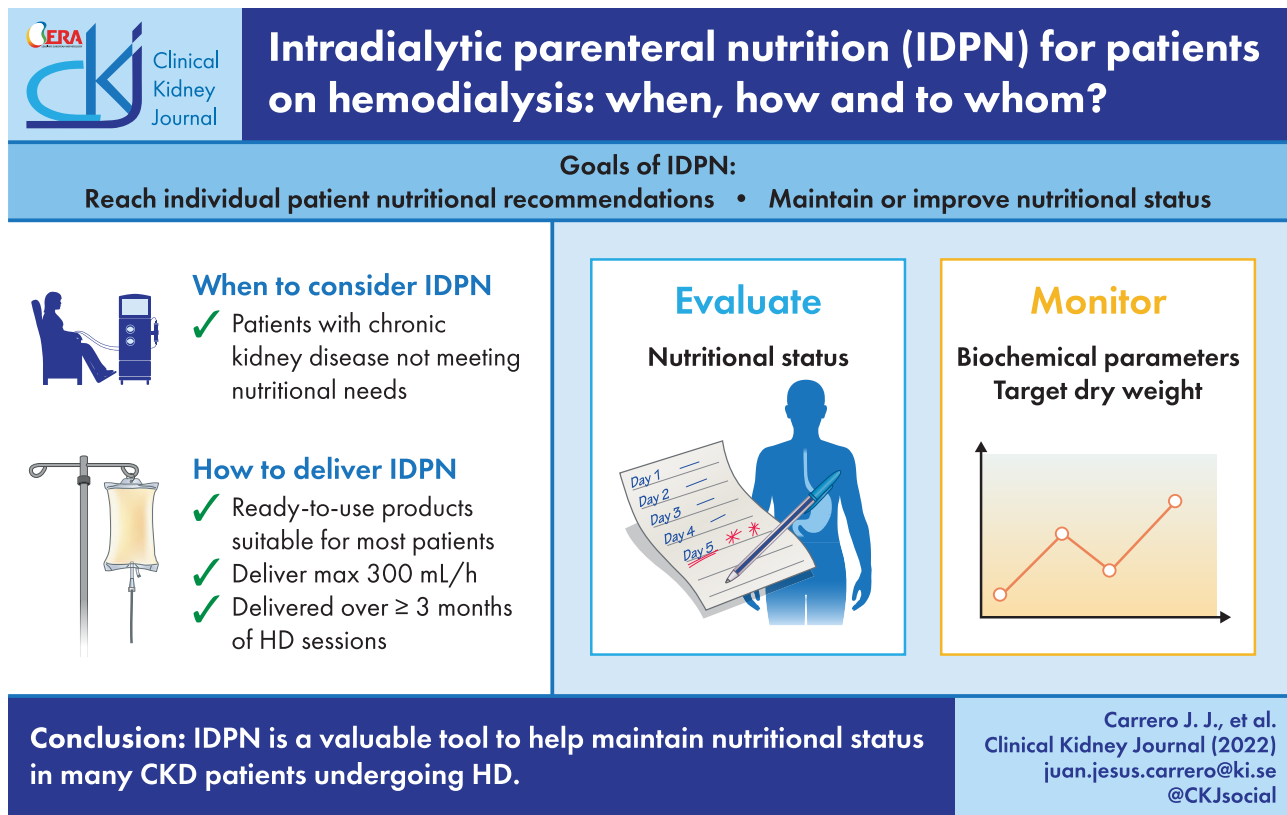 ERA
CKJ
Clinical
Kidney
Journal
Intradialytic parenteral nutrition (IDPN) for patients
on hemodialysis: when, how and to whom?
Goals of IDPN:
Reach individual patient nutritional recommendations • Maintain or improve nutritional status
When to consider IDPN
✓ Patients with chronic
kidney disease not meeting
nutritional needs
How to deliver IDPN
✓ Ready-to-use products
suitable for most patients
✓ Deliver max 300 mL/h
✓ Delivered over ≥ 3 months
of HD sessions
Evaluate
Nutritional status
Day 1
Day 2
Day 3
Day 4
Day 5 * *
Monitor
Biochemical parameters
Target dry weight
Conclusion: IDPN is a valuable tool to help maintain nutritional status
in many CKD patients undergoing HD.
Carrero J. J., et al.
Clinical Kidney Journal (2022)
juan.jesus.carrero@ki.se
@CKJsocial